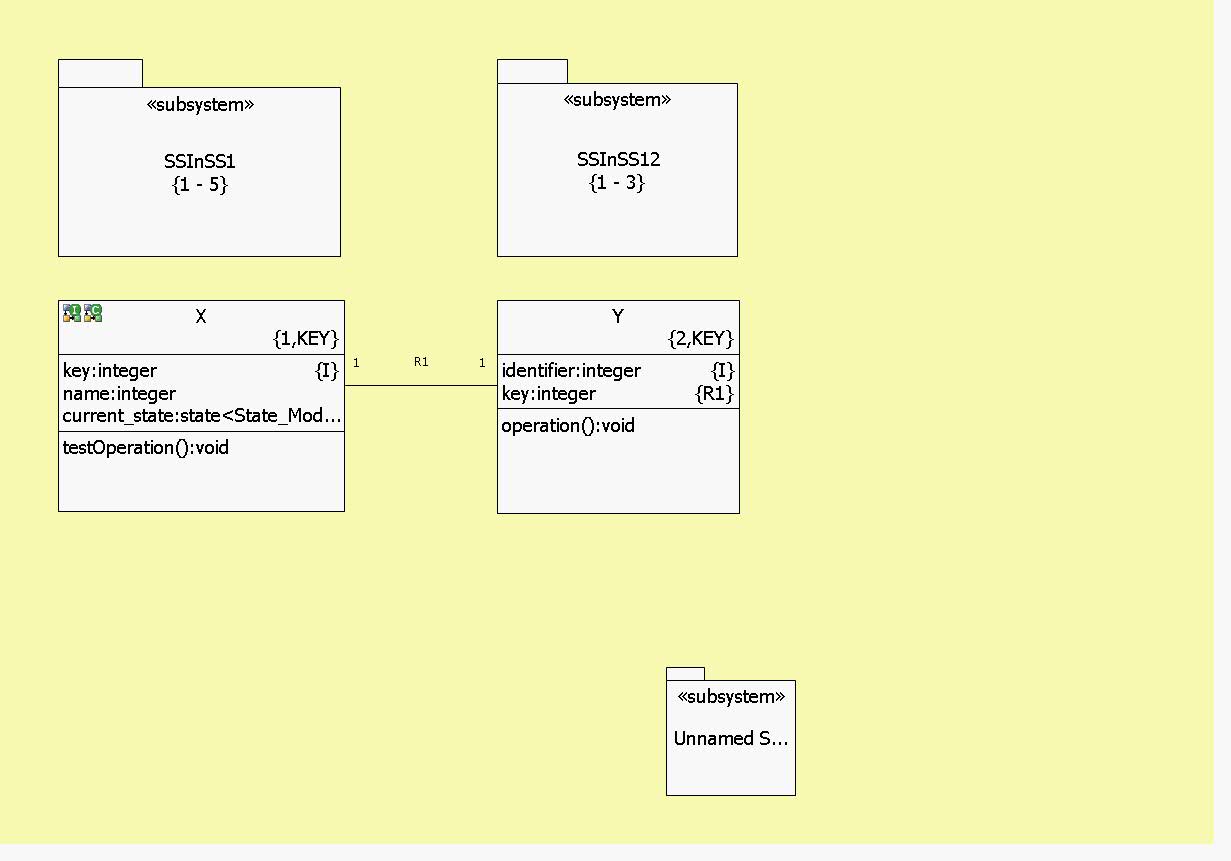 «subsystem»
SSInSS1
{1 - 5}
«subsystem»
SSInSS12
{1 - 3}
X
{1,KEY}
key:integer {I}
name:integer
current_state:state<State_Mod...
testOperation():void
1 R1 1
Y
{2,KEY}
identifier:integer {I}
key:integer {R1}
operation():void
«subsystem»
Unnamed S...